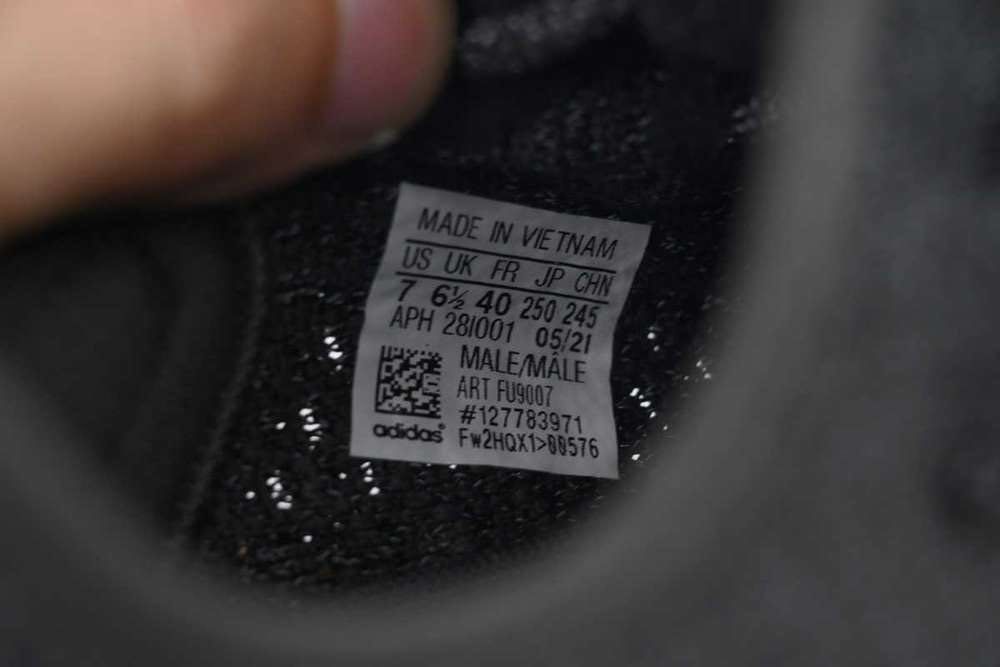 MADE IN VIETNAM
US UK FR JP CHN
7 6½ 40 250 245
APH 28I001 05/21
MALE/MÂLE
ART FU9007
#127783971
adidas® Fw2HQX1>00576